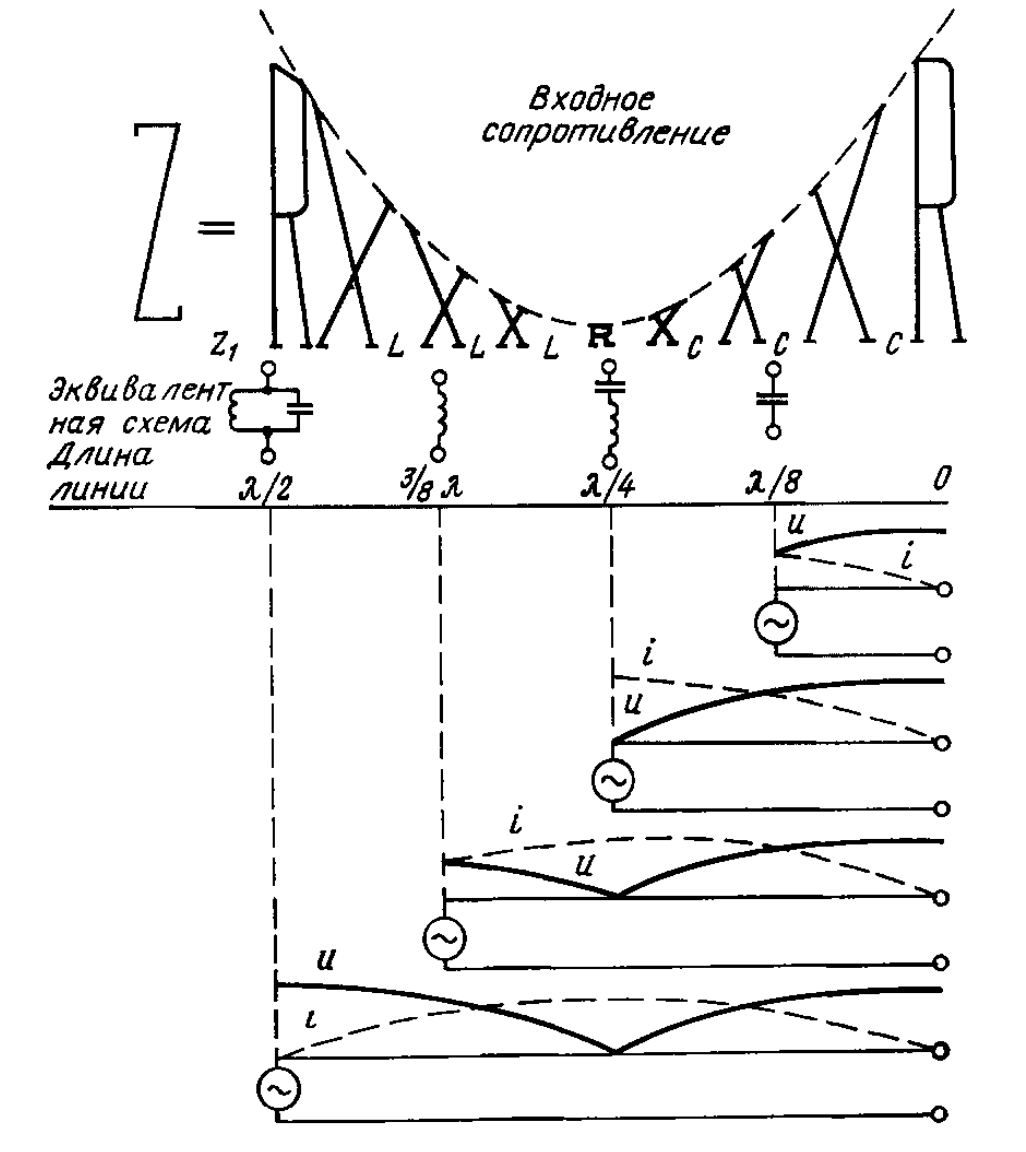 Входное
сопротивление
Z =
R X L X L X L R X C X C X C R
Z₁
Эквивалент
ная схема
Длина
линии
λ/2 3/8 λ λ/4 λ/8 0
u
i
i
u
i
u
u
i